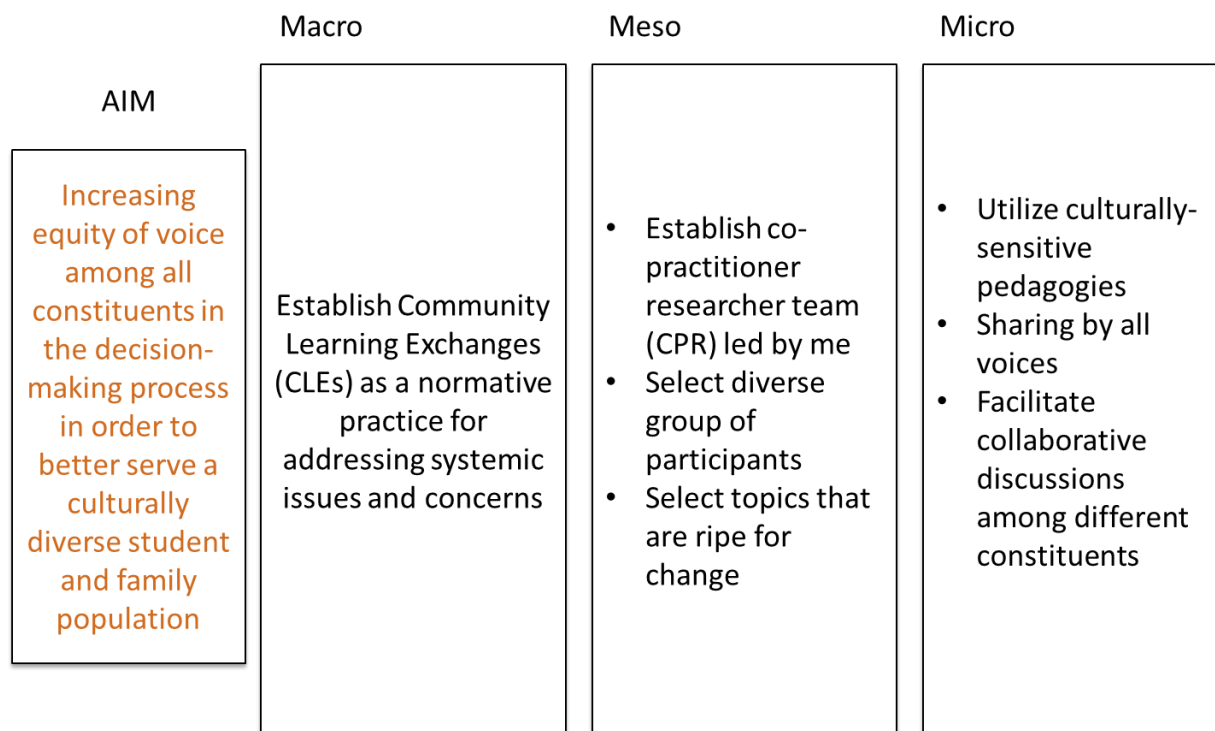 Macro
Meso
Micro
AIM
Increasing
equity of voice
among all
constituents in
the decision-
making process
in order to
better serve a
culturally
diverse student
and family
population
Establish Community
Learning Exchanges
(CLEs) as a normative
practice for
addressing systemic
issues and concerns
• Establish co-
practitioner
researcher team
(CPR) led by me
• Select diverse
group of
participants
• Select topics that
are ripe for
change
• Utilize culturally-
sensitive
pedagogies
• Sharing by all
voices
• Facilitate
collaborative
discussions
among different
constituents